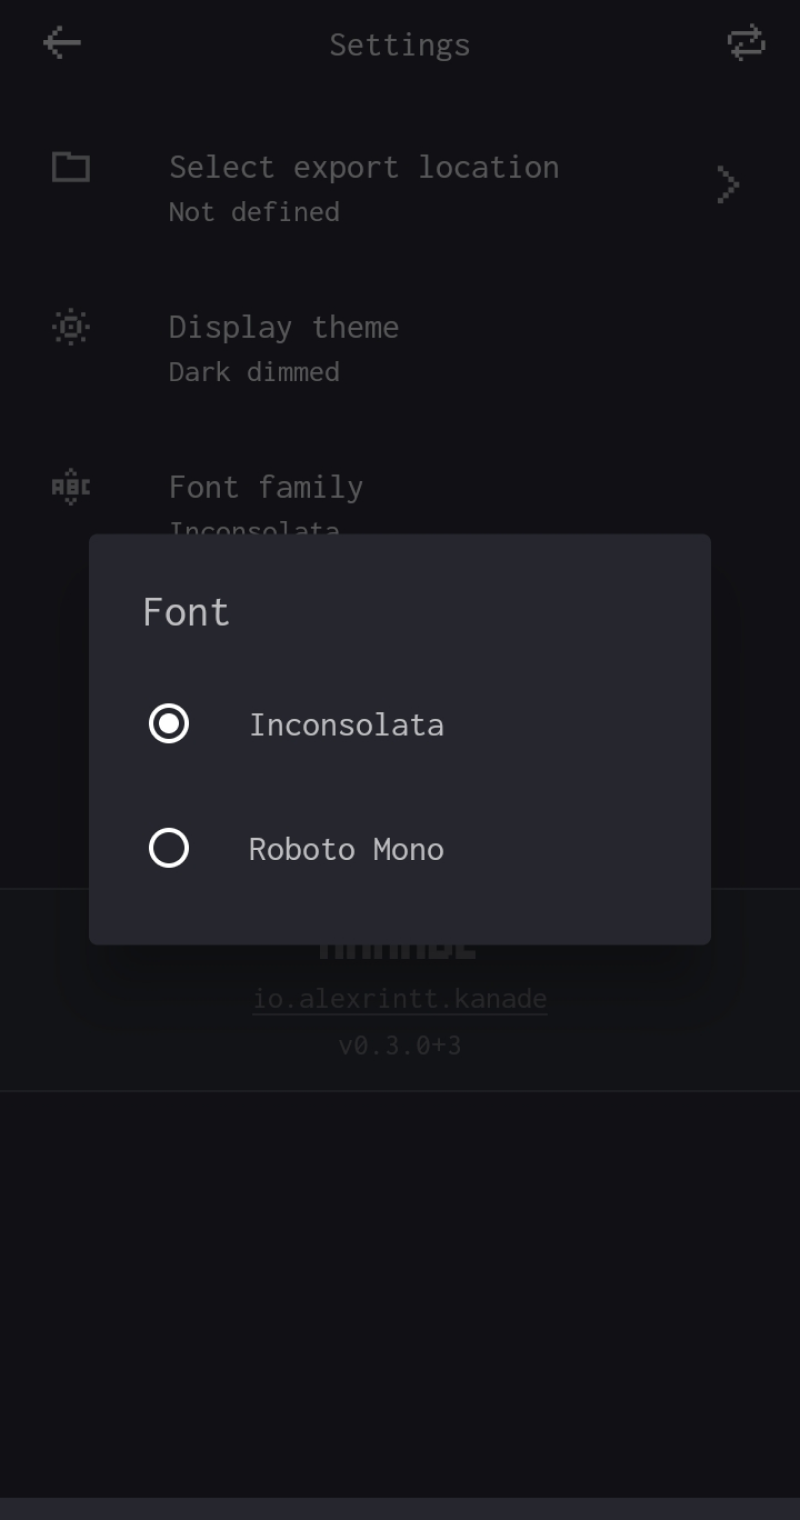 Settings
Select export location
Not defined
Display theme
Dark dimmed
ABC
Font family
Inconsolata
Font
Inconsolata
Roboto Mono
io.alexrintt.kanade
v0.3.0+3